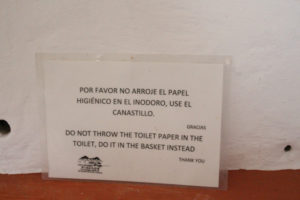 POR FAVOR NO ARROJE EL PAPEL
HIGIÉNICO EN EL INODORO, USE EL
CANASTILLO.
GRACIAS
DO NOT THROW THE TOILET PAPER IN THE
TOILET, DO IT IN THE BASKET INSTEAD
THANK YOU